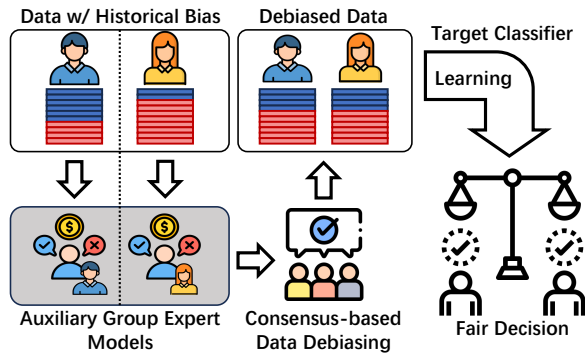 Data w/ Historical Bias
Debiased Data
Target Classifier
Learning
$
$
Auxiliary Group Expert
Models
Consensus-based
Data Debiasing
Fair Decision